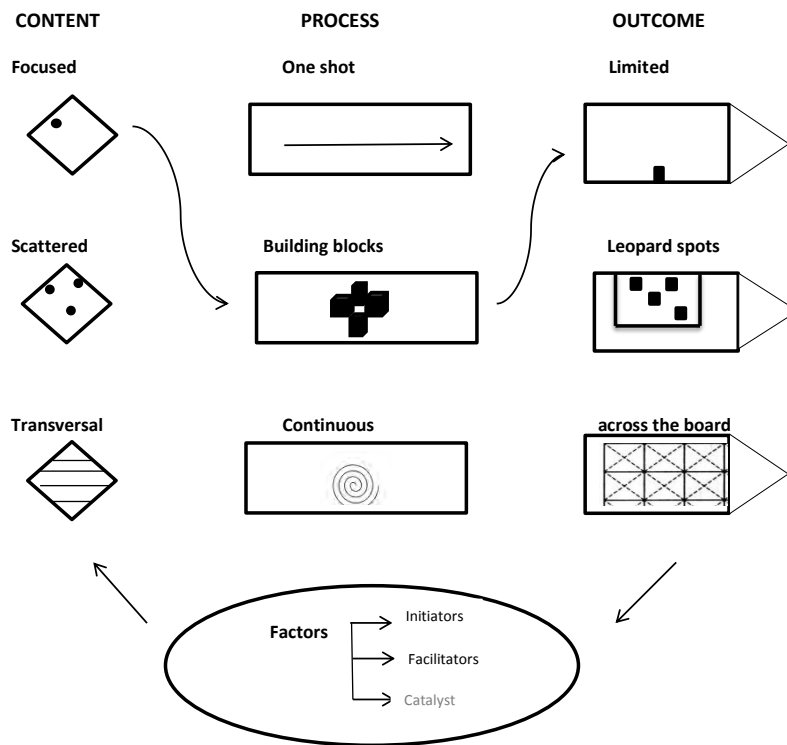 CONTENT PROCESS OUTCOME
Focused One shot Limited
Scattered Building blocks Leopard spots
Transversal Continuous across the board
Initiators
Factors
Facilitators
Catalyst